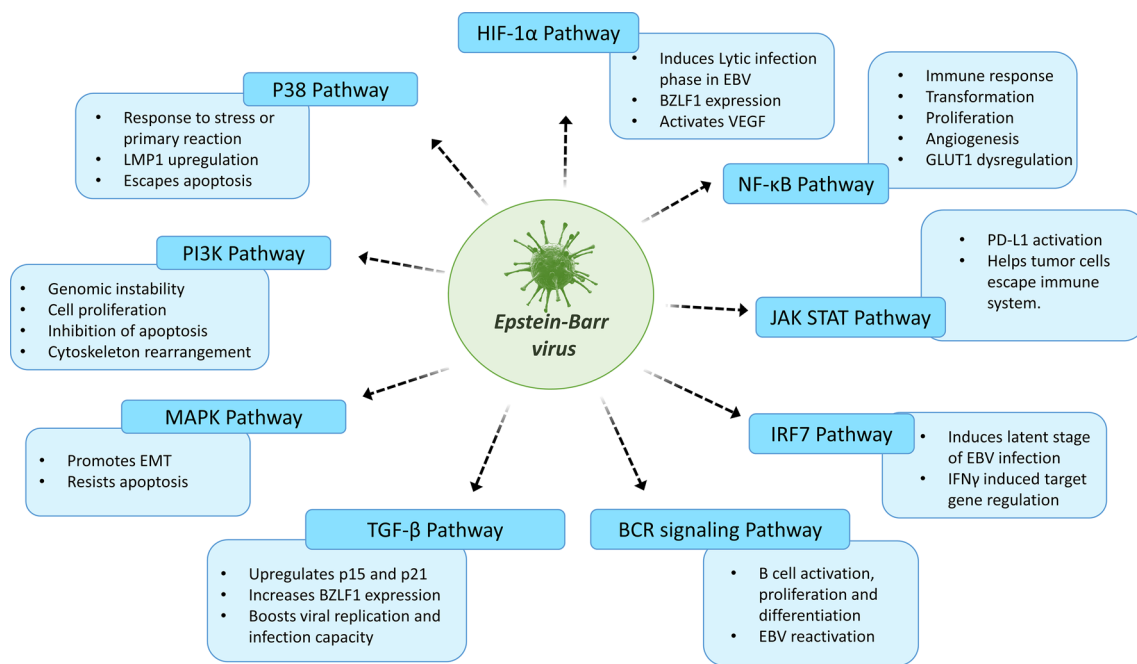 HIF-1α Pathway
• Induces Lytic infection
phase in EBV
• BZLF1 expression
• Activates VEGF
P38 Pathway
• Response to stress or
primary reaction
• LMP1 upregulation
• Escapes apoptosis
• Immune response
• Transformation
• Proliferation
• Angiogenesis
• GLUT1 dysregulation
NF-κB Pathway
PI3K Pathway
• Genomic instability
• Cell proliferation
• Inhibition of apoptosis
• Cytoskeleton rearrangement
Epstein-Barr
virus
• PD-L1 activation
• Helps tumor cells
escape immune
system.
JAK STAT Pathway
MAPK Pathway
• Promotes EMT
• Resists apoptosis
IRF7 Pathway
• Induces latent stage
of EBV infection
• IFNγ induced target
gene regulation
TGF-β Pathway
• Upregulates p15 and p21
• Increases BZLF1 expression
• Boosts viral replication and
infection capacity
BCR signaling Pathway
• B cell activation,
proliferation and
differentiation
• EBV reactivation